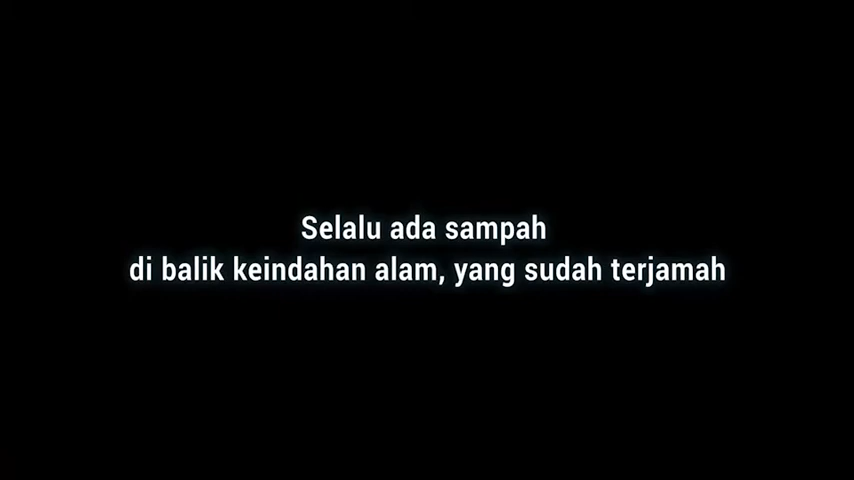 Selalu ada sampah
di balik keindahan alam, yang sudah terjamah